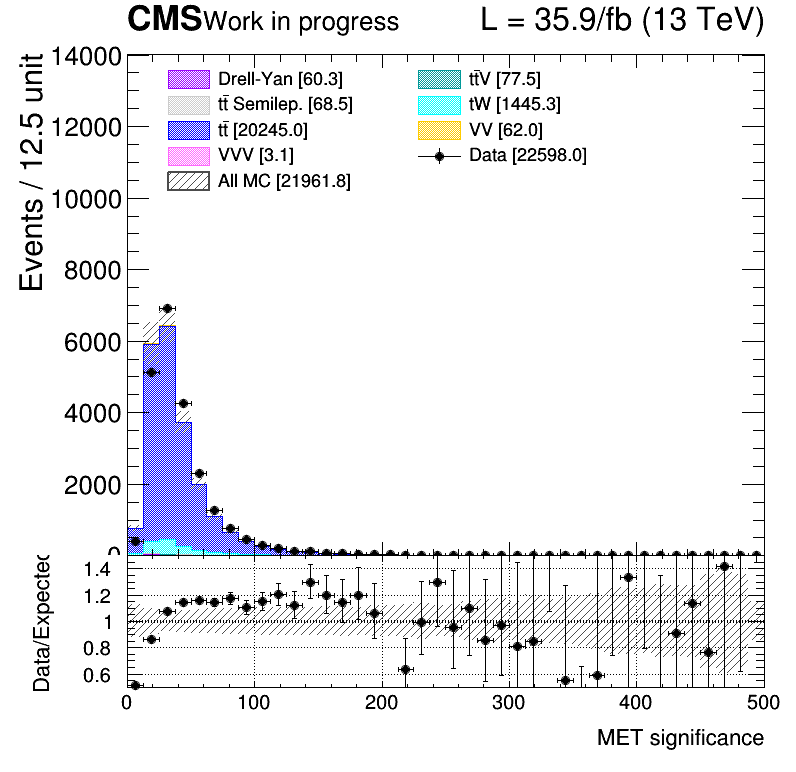 CMS Work in progress L = 35.9/fb (13 TeV)
Events / 12.5 unit
14000
12000
10000
8000
6000
4000
2000
0
Drell-Yan [60.3]
tt̄ Semilep. [68.5]
tt̄ [20245.0]
VVV [3.1]
All MC [21961.8]
tt̄V [77.5]
tW [1445.3]
VV [62.0]
Data [22598.0]
Data/Expected
1.4
1.2
1
0.8
0.6
0 100 200 300 400 500
MET significance